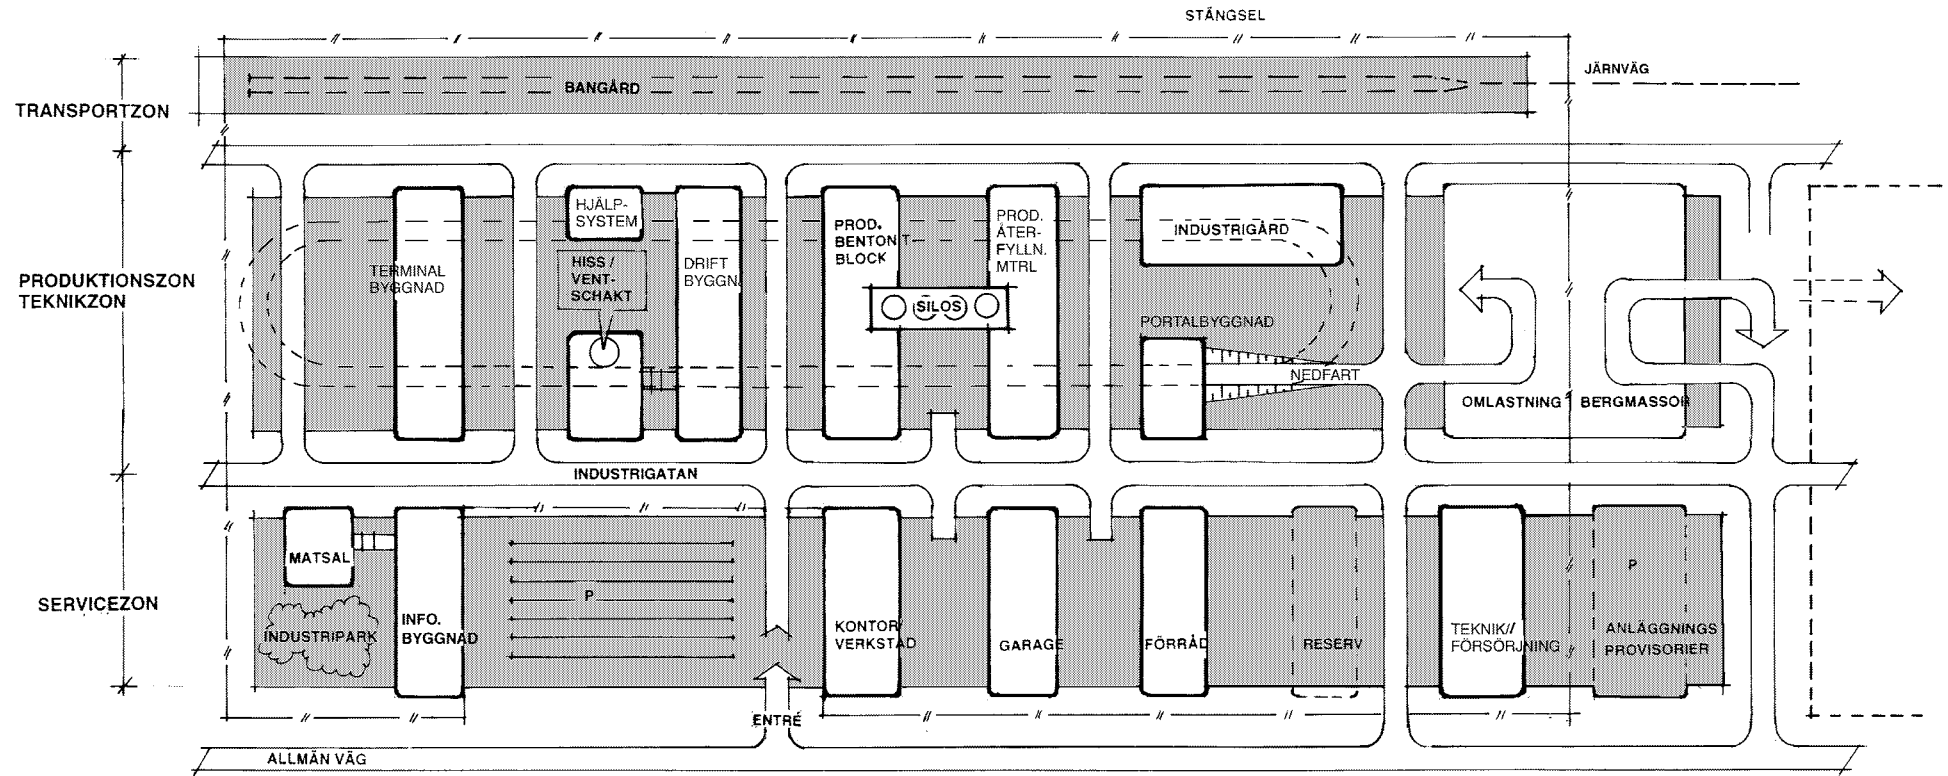 STÄNGSEL
JÄRNVÄG
BANGÅRD
TRANSPORTZON
HJÄLP-
SYSTEM
PROD.
BENTONIT
BLOCK
PROD.
ÅTER-
FYLLN.
MTRL
INDUSTRIGÅRD
TERMINAL
BYGGNAD
HISS /
VENT-
SCHAKT
DRIFT
BYGGN.
PRODUKTIONSZON
TEKNIKZON
SILOS
PORTALBYGGNAD
NEDFART
OMLASTNING BERGMASSOR
INDUSTRIGATAN
MATSAL
P
P
SERVICEZON
INDUSTRIPARK
INFO.
BYGGNAD
KONTOR/
VERKSTAD
GARAGE
FÖRRÅD
RESERV
TEKNIK//
FÖRSÖRJNING
ANLÄGGNINGS
PROVISORIER
ENTRÉ
ALLMÄN VÄG